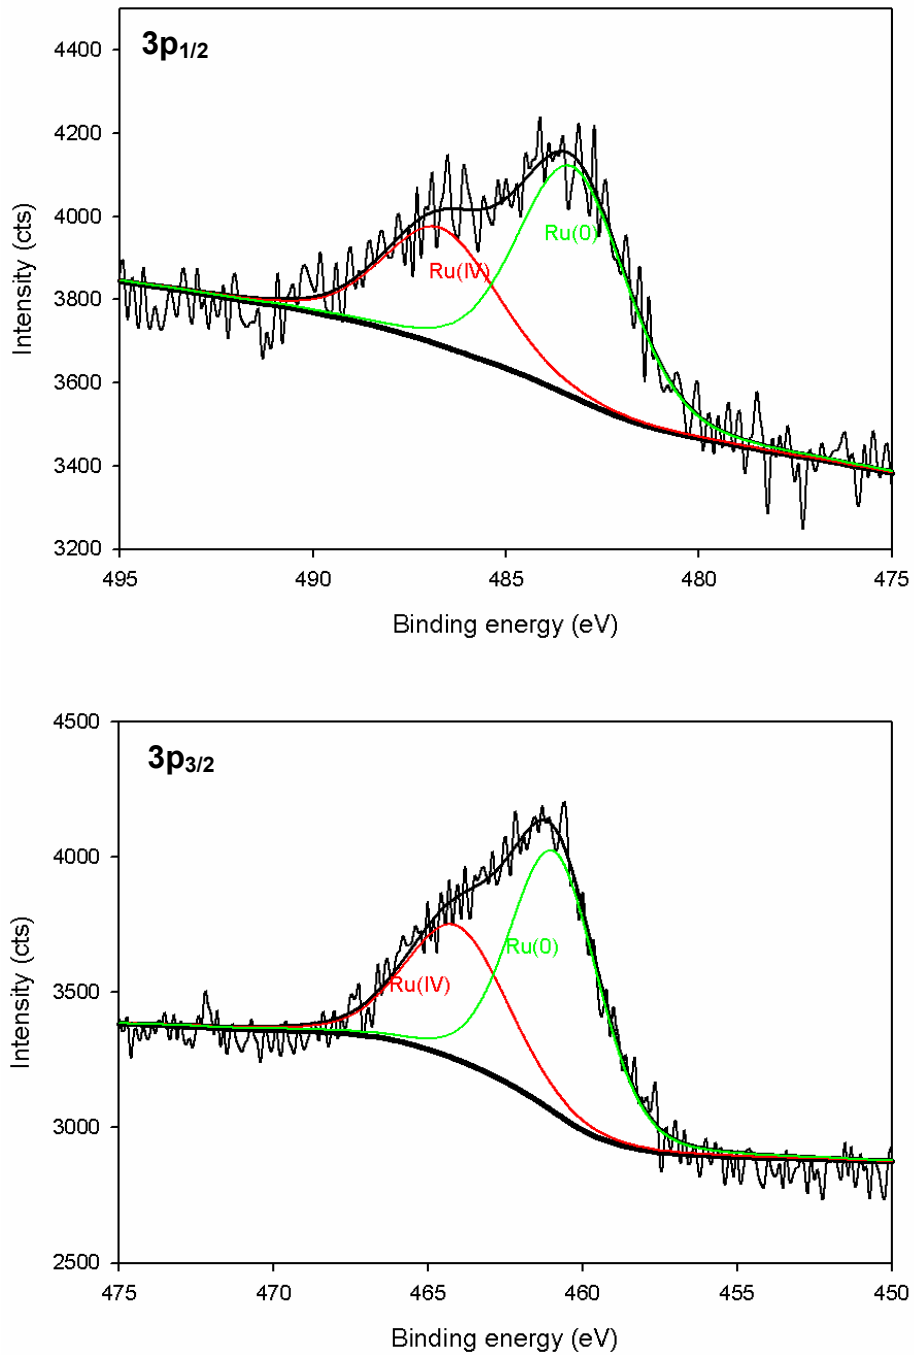 3p1/2
4400
4200
4000
3800
3600
3400
3200
Intensity (cts)
Ru(IV)
Ru(0)
495 490 485 480 475
Binding energy (eV)
3p3/2
4500
4000
3500
3000
2500
Intensity (cts)
Ru(IV)
Ru(0)
475 470 465 460 455 450
Binding energy (eV)